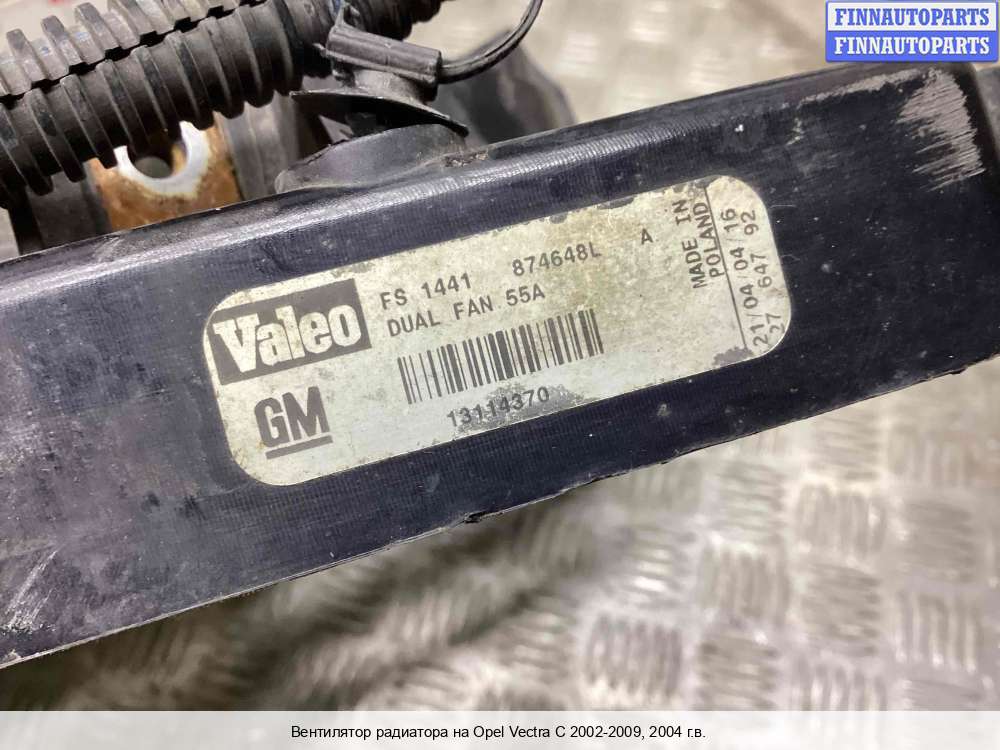 FINNAUTOPARTS
FINNAUTOPARTS
Valeo
FS 1441 874648L A
DUAL FAN 55A
GM
13114370
MADE IN
POLAND
21/04/04/16
27 647 92
Вентилятор радиатора на Opel Vectra C 2002-2009, 2004 г.в.